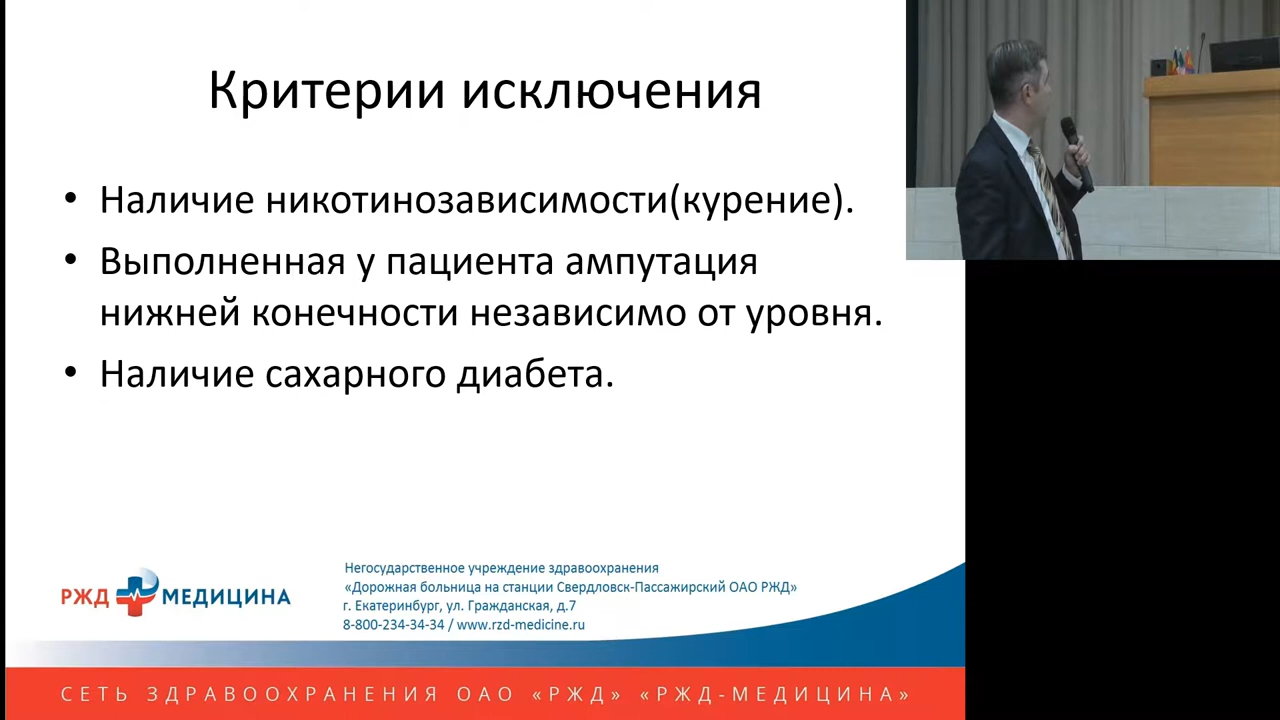 Критерии исключения
• Наличие никотинозависимости(курение).
• Выполненная у пациента ампутация
нижней конечности независимо от уровня.
• Наличие сахарного диабета.
РЖД МЕДИЦИНА
Негосударственное учреждение здравоохранения
«Дорожная больница на станции Свердловск-Пассажирский ОАО РЖД»
г. Екатеринбург, ул. Гражданская, д.7
8-800-234-34-34 / www.rzd-medicine.ru
СЕТЬ ЗДРАВООХРАНЕНИЯ ОАО «РЖД» «РЖД-МЕДИЦИНА»